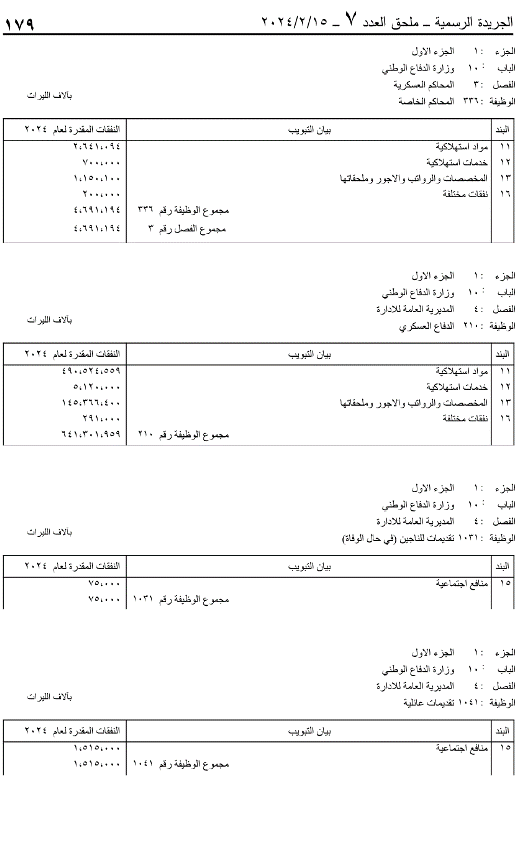 الجريدة الرسمية ــ ملحق العدد ٧ ــ ٢٠٢٤/٢/١٥ ١٧٩
الجزء : ١ الجزء الاول
الباب : ١٠ وزارة الدفاع الوطني
الفصل : ٣ المحاكم العسكرية
الوظيفة : ٣٣٦ المحاكم الخاصة
بآلاف الليرات
البند بيان التبويب النفقات المقدرة لعام ٢٠٢٤
١١ مواد استهلاكية ٢،٦٤١،٠٩٤
١٢ خدمات استهلاكية ٧٠٠،٠٠٠
١٣ المخصصات والرواتب والاجور وملحقاتها ١،١٥٠،١٠٠
١٦ نفقات مختلفة ٢٠٠،٠٠٠
مجموع الوظيفة رقم ٣٣٦ ٤،٦٩١،١٩٤
مجموع الفصل رقم ٣ ٤،٦٩١،١٩٤
الجزء : ١ الجزء الاول
الباب : ١٠ وزارة الدفاع الوطني
الفصل : ٤ المديرية العامة للادارة
الوظيفة : ٢١٠ الدفاع العسكري
بآلاف الليرات
البند بيان التبويب النفقات المقدرة لعام ٢٠٢٤
١١ مواد استهلاكية ٤٩٠،٥٢٤،٥٥٩
١٢ خدمات استهلاكية ٥،١٢٠،٠٠٠
١٣ المخصصات والرواتب والاجور وملحقاتها ١٤٥،٣٦٦،٤٠٠
١٦ نفقات مختلفة ٢٩١،٠٠٠
مجموع الوظيفة رقم ٢١٠ ٦٤١،٣٠١،٩٥٩
الجزء : ١ الجزء الاول
الباب : ١٠ وزارة الدفاع الوطني
الفصل : ٤ المديرية العامة للادارة
الوظيفة : ١٠٣١ تقديمات للناجين (في حال الوفاة)
بآلاف الليرات
البند بيان التبويب النفقات المقدرة لعام ٢٠٢٤
١٥ منافع اجتماعية ٧٥،٠٠٠
مجموع الوظيفة رقم ١٠٣١ ٧٥،٠٠٠
الجزء : ١ الجزء الاول
الباب : ١٠ وزارة الدفاع الوطني
الفصل : ٤ المديرية العامة للادارة
الوظيفة : ١٠٤١ تقديمات عائلية
بآلاف الليرات
البند بيان التبويب النفقات المقدرة لعام ٢٠٢٤
١٥ منافع اجتماعية ١،٥١٥،٠٠٠
مجموع الوظيفة رقم ١٠٤١ ١،٥١٥،٠٠٠